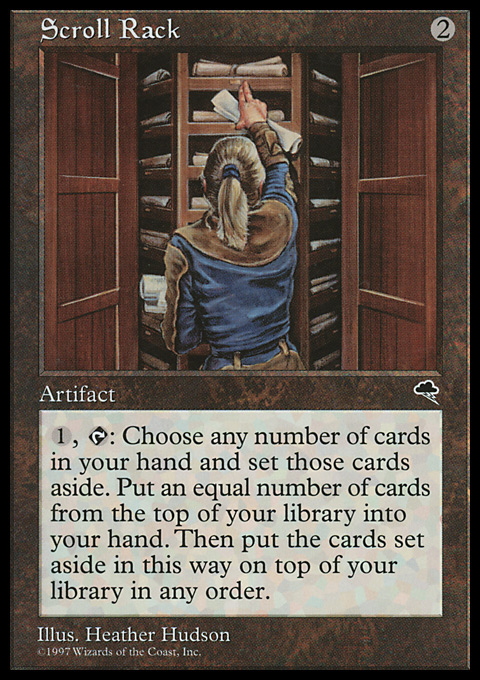 Scroll Rack 2
Artifact
1, : Choose any number of cards
in your hand and set those cards
aside. Put an equal number of cards
from the top of your library into
your hand. Then put the cards set
aside in this way on top of your
library in any order.
Illus. Heather Hudson
©1997 Wizards of the Coast, Inc.